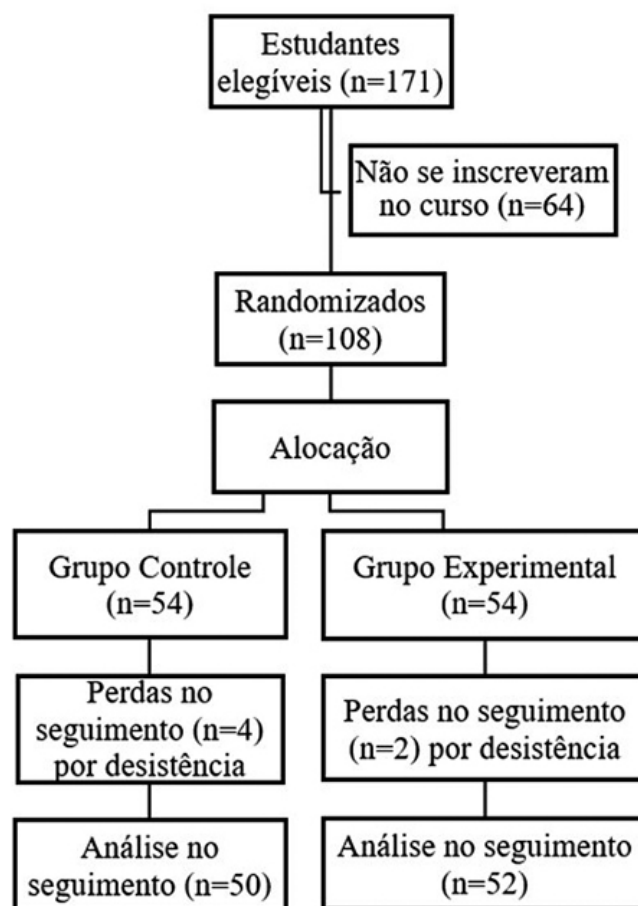 Estudantes
elegíveis (n=171)
Não se inscreveram
no curso (n=64)
Randomizados
(n=108)
Alocação
Grupo Controle
(n=54)
Grupo Experimental
(n=54)
Perdas no
seguimento (n=4)
por desistência
Perdas no seguimento
(n=2) por desistência
Análise no
seguimento (n=50)
Análise no seguimento
(n=52)